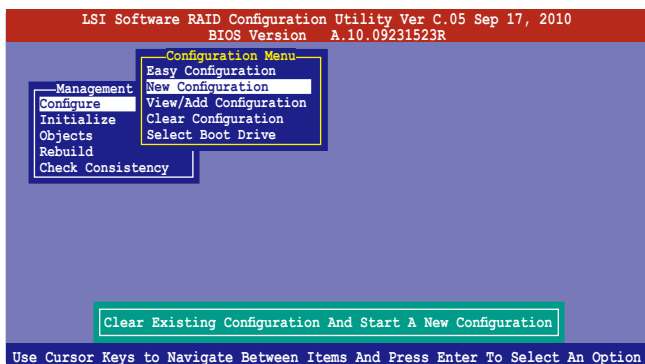 LSI Software RAID Configuration Utility Ver C.05 Sep 17, 2010
BIOS Version A.10.09231523R
Configuration Menu
Easy Configuration
New Configuration
View/Add Configuration
Clear Configuration
Select Boot Drive
Management
Configure
Initialize
Objects
Rebuild
Check Consistency
Clear Existing Configuration And Start A New Configuration
Use Cursor Keys to Navigate Between Items And Press Enter To Select An Option